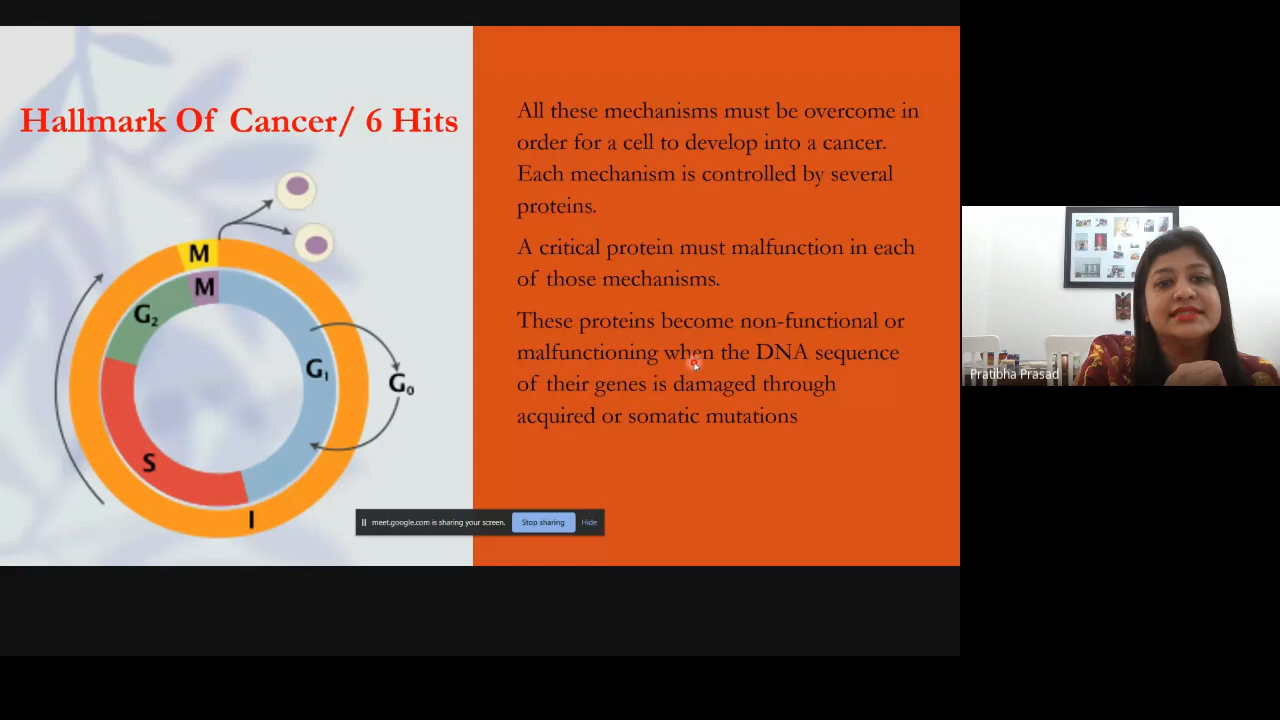 Hallmark Of Cancer/ 6 Hits
All these mechanisms must be overcome in
order for a cell to develop into a cancer.
Each mechanism is controlled by several
proteins.
A critical protein must malfunction in each
of those mechanisms.
These proteins become non-functional or
malfunctioning when the DNA sequence
of their genes is damaged through
acquired or somatic mutations
M
M
G₂
G₁
G₀
S
I
meet.google.com is sharing your screen. Stop sharing Hide
Pratibha Prasad